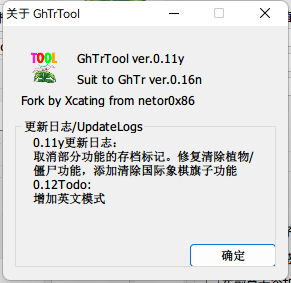 关于 GhTrTool
TOOL
GhTrTool ver.0.11y
Suit to GhTr ver.0.16n
Fork by Xcating from netor0x86
更新日志/UpdateLogs
0.11y更新日志：
取消部分功能的存档标记。修复清除植物/
僵尸功能，添加清除国际象棋旗子功能
0.12Todo:
增加英文模式
确定